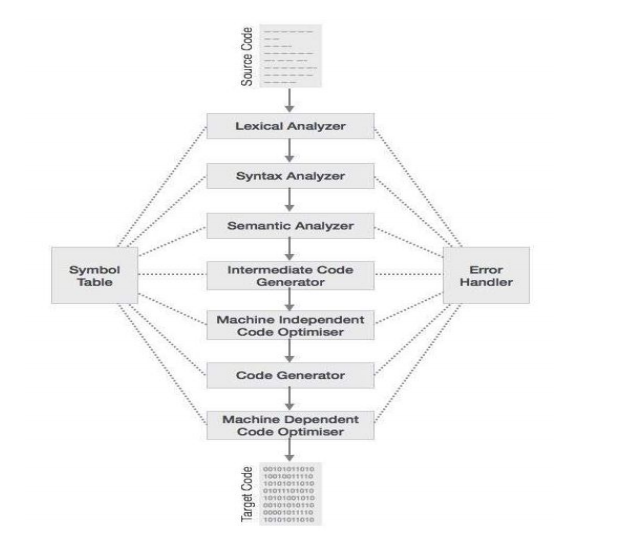 Source Code
Lexical Analyzer
Syntax Analyzer
Semantic Analyzer
Symbol
Table
Intermediate Code
Generator
Error
Handler
Machine Independent
Code Optimiser
Code Generator
Machine Dependent
Code Optimiser
Target Code
00101011010
10010011110
10101011010
01011101010
10101001010
00101010110
00001011110
10101011010